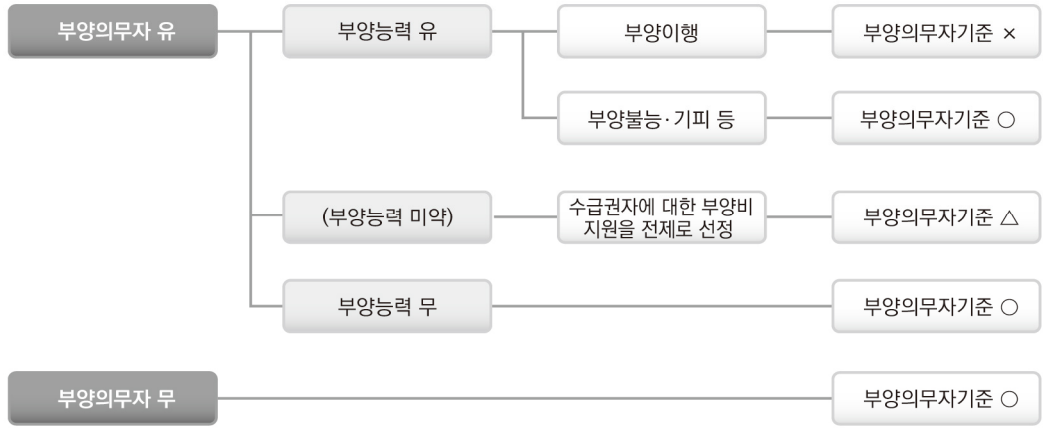 부양의무자 유
부양능력 유
부양이행
부양의무자기준 ×
부양불능·기피 등
부양의무자기준 ○
(부양능력 미약)
수급권자에 대한 부양비
지원을 전제로 선정
부양의무자기준 △
부양능력 무
부양의무자기준 ○
부양의무자 무
부양의무자기준 ○